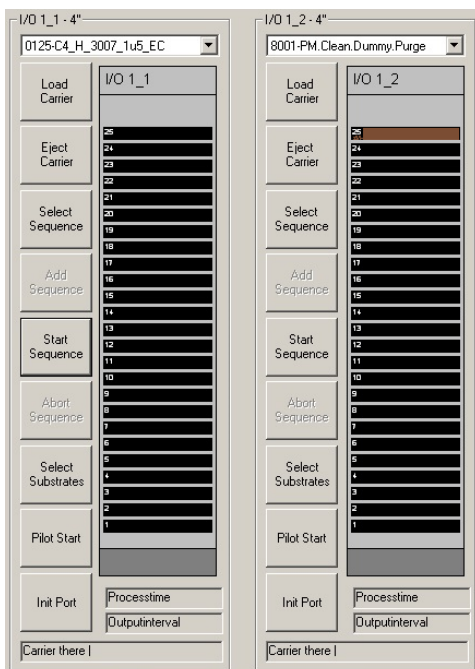 I/O 1_1 - 4"
0125-C4_H_3007_1u5_EC
Load
Carrier
Eject
Carrier
Select
Sequence
Add
Sequence
Start
Sequence
Abort
Sequence
Select
Substrates
Pilot Start
Init Port
I/O 1_1
25
24
23
22
21
20
19
18
17
16
15
14
13
12
11
10
9
8
7
6
5
4
3
2
1
Processtime
Outputinterval
Carrier there |
I/O 1_2 - 4"
8001-PM.Clean.Dummy.Purge
Load
Carrier
Eject
Carrier
Select
Sequence
Add
Sequence
Start
Sequence
Abort
Sequence
Select
Substrates
Pilot Start
Init Port
I/O 1_2
25
24
23
22
21
20
19
18
17
16
15
14
13
12
11
10
9
8
7
6
5
4
3
2
1
Processtime
Outputinterval
Carrier there |